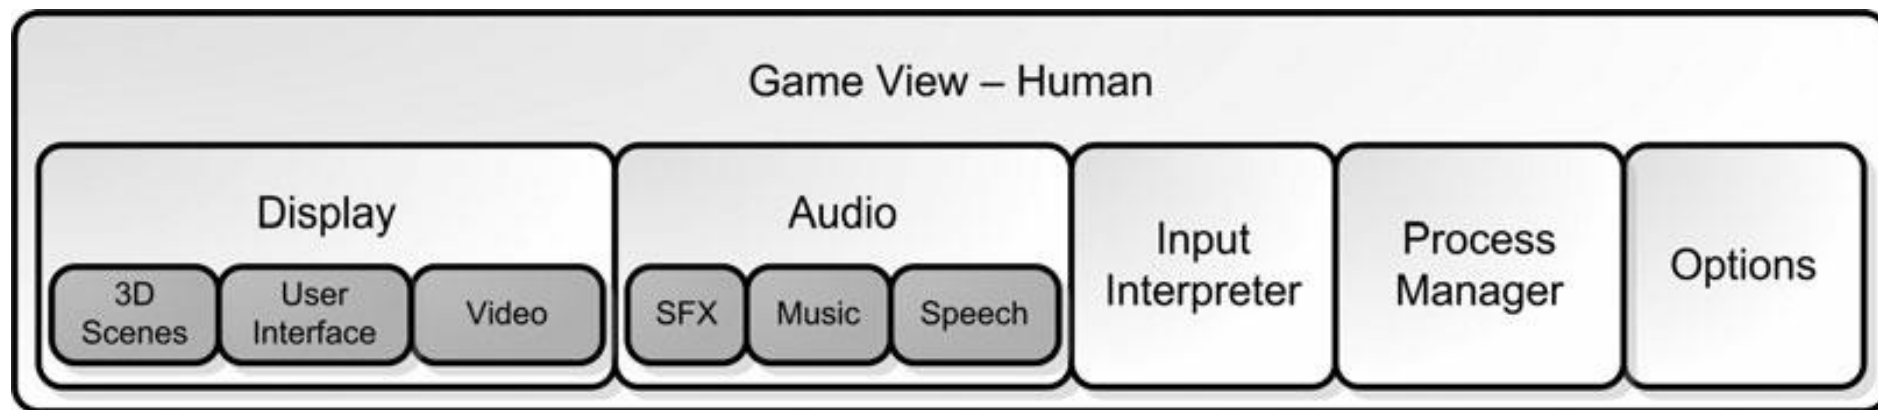 Game View – Human
Display
3D
Scenes
User
Interface
Video
Audio
SFX
Music
Speech
Input
Interpreter
Process
Manager
Options